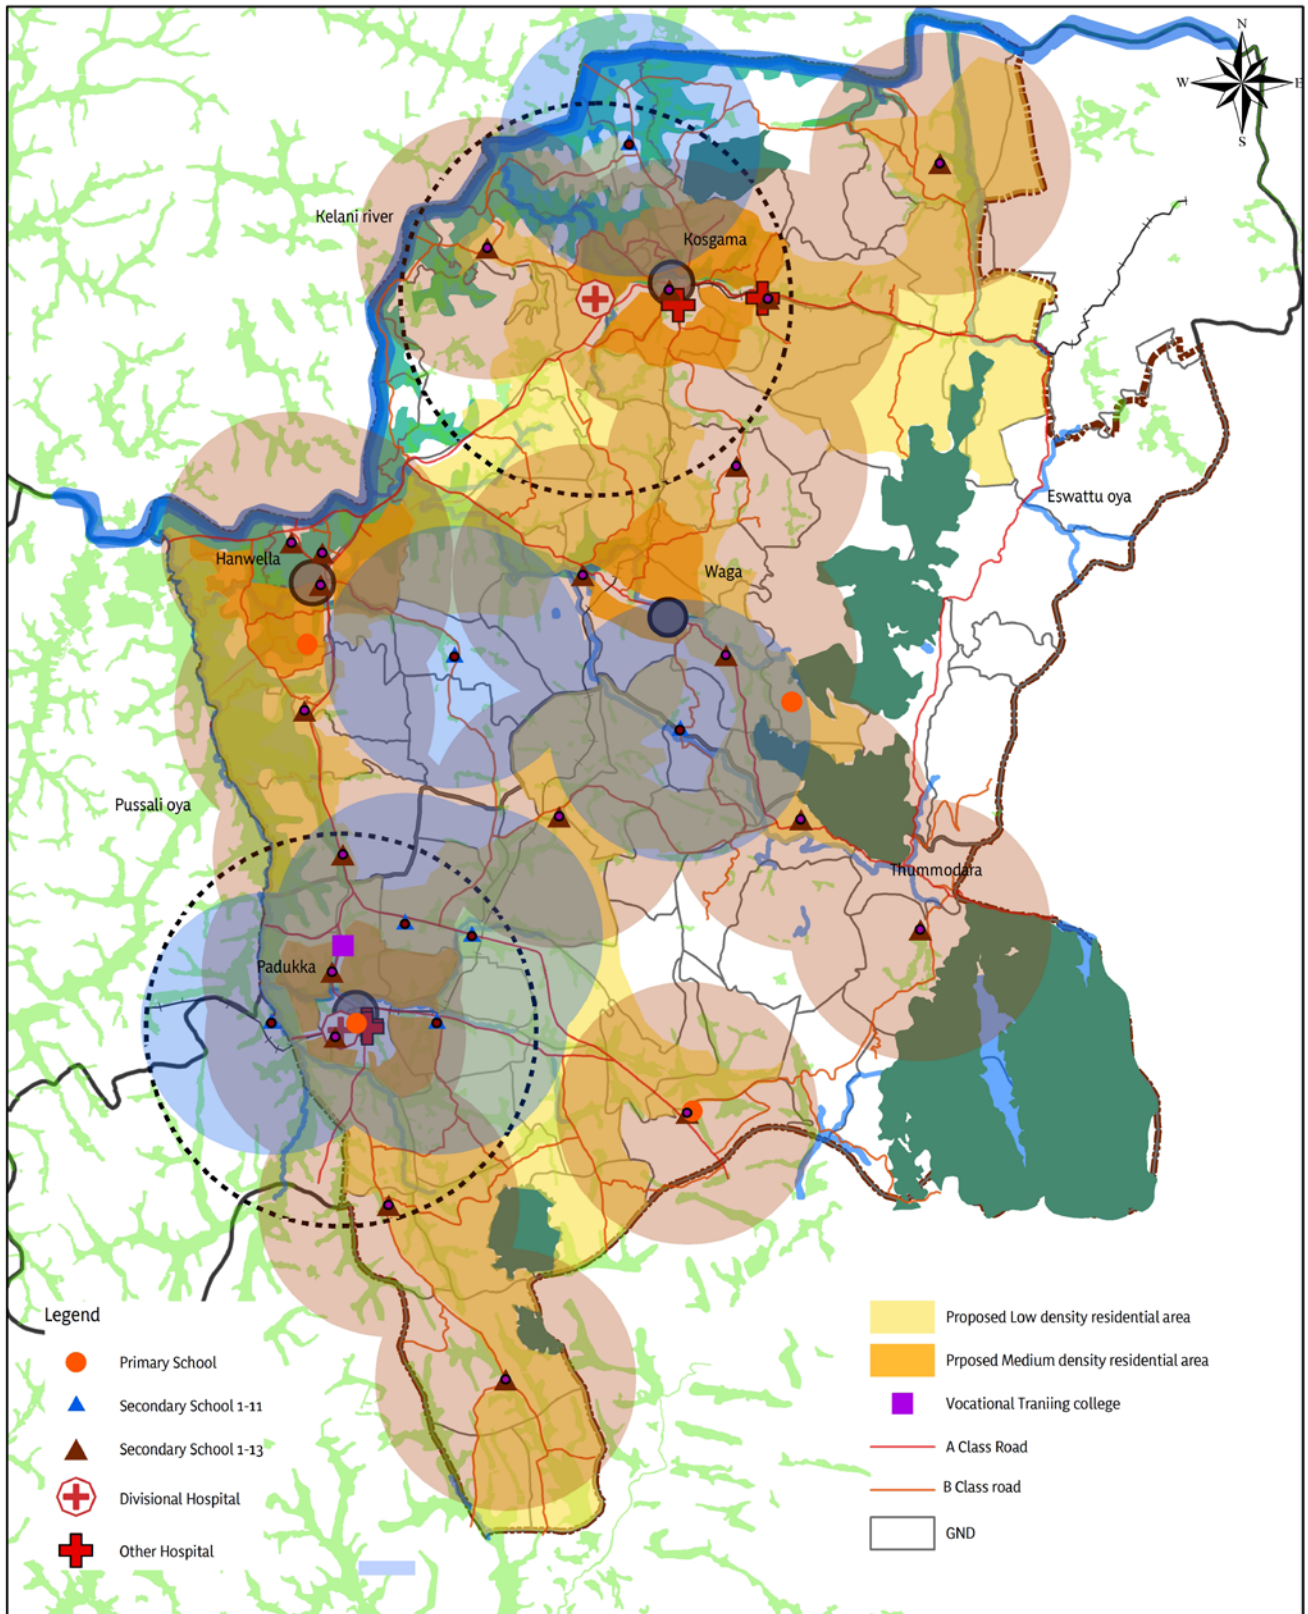 N
W
E
S
Kelani river
Kosgama
Eswattu oya
Hanwella
Waga
Pussali oya
Thummodara
Padukka
Legend
Primary School
Secondary School 1-11
Secondary School 1-13
Divisional Hospital
Other Hospital
Proposed Low density residential area
Prposed Medium density residential area
Vocational Traniing college
A Class Road
B Class road
GND